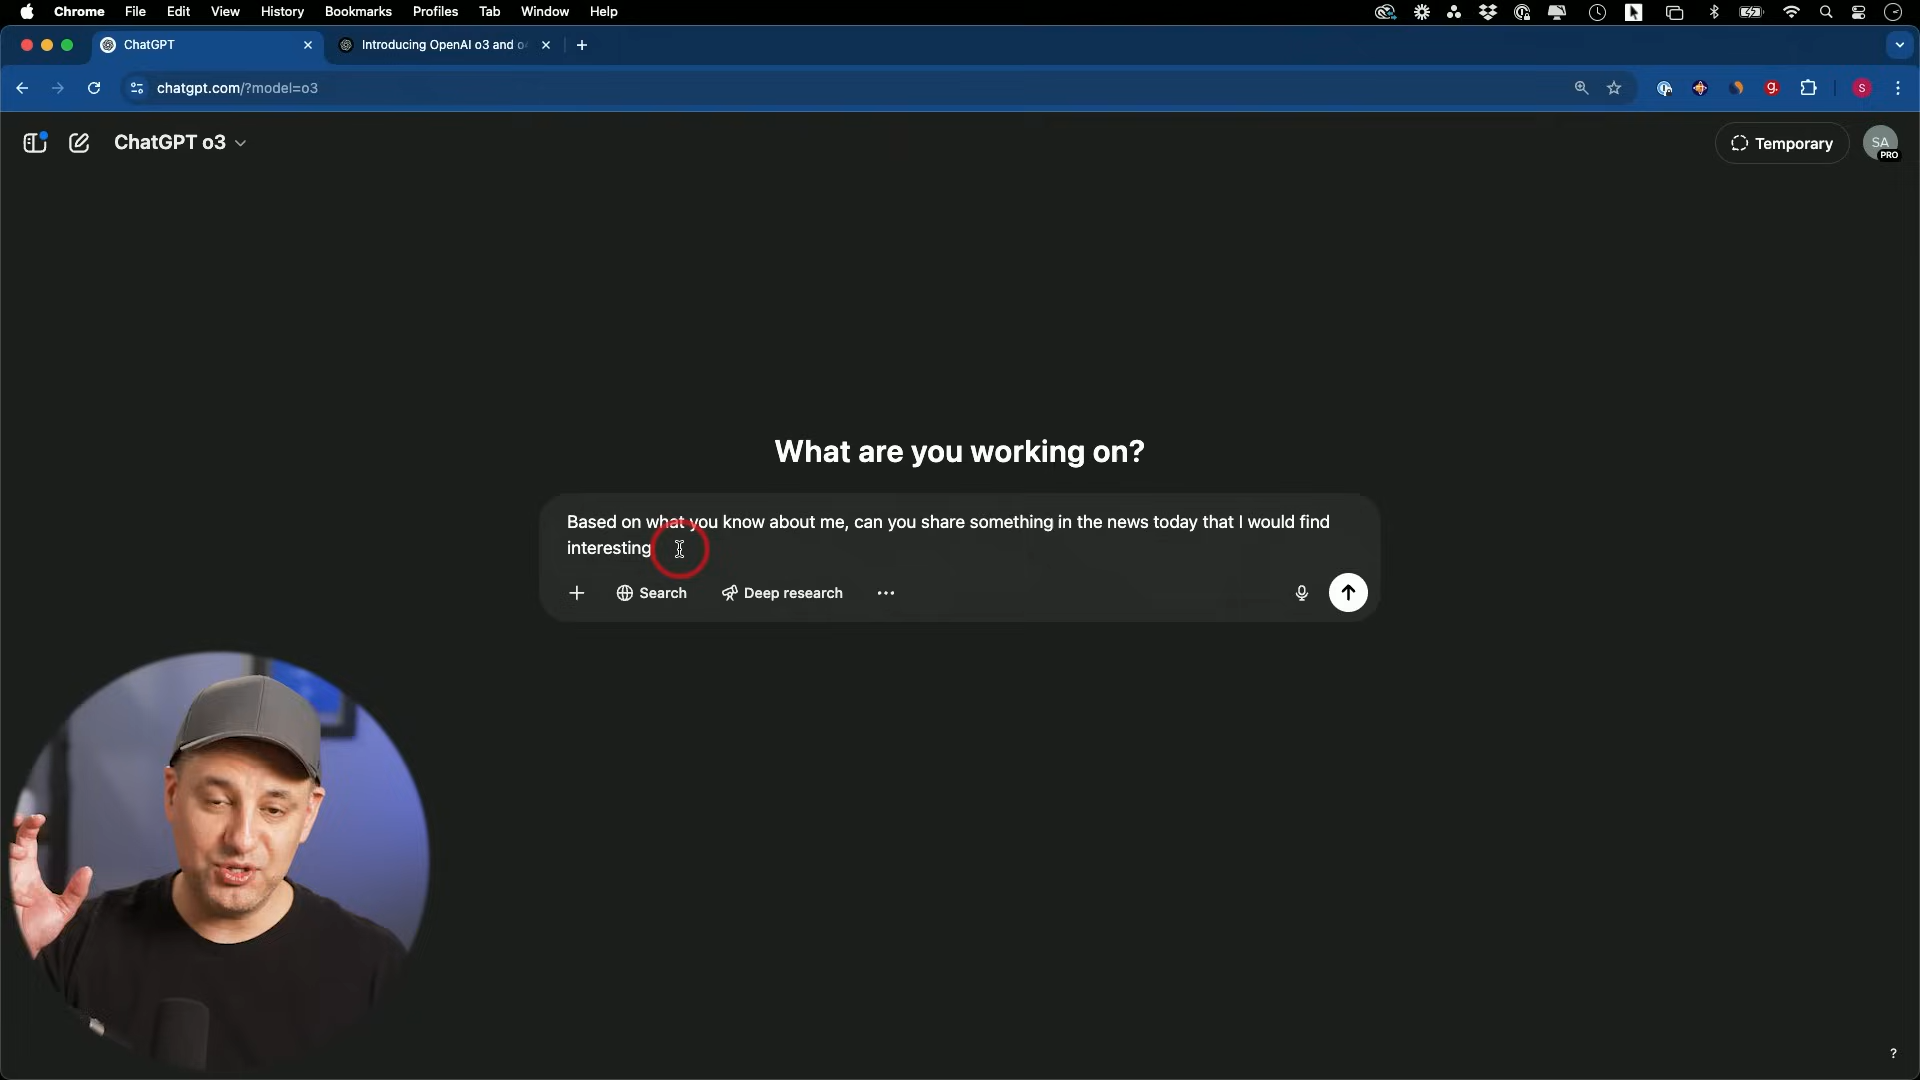 Chrome File Edit View History Bookmarks Profiles Tab Window Help
ChatGPT
Introducing OpenAI o3 and o
chatgpt.com/?model=o3
g.
S
ChatGPT o3
Temporary
SA
PRO
What are you working on?
Based on what you know about me, can you share something in the news today that I would find
interesting
Search
Deep research
?